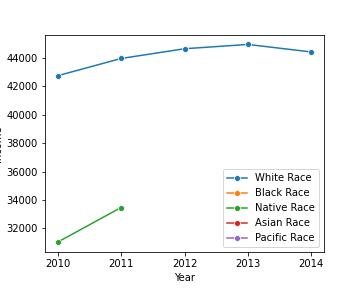 44000
42000
40000
38000
36000
34000
32000
2010
2011
2012
2013
2014
Year
White Race
Black Race
Native Race
Asian Race
Pacific Race